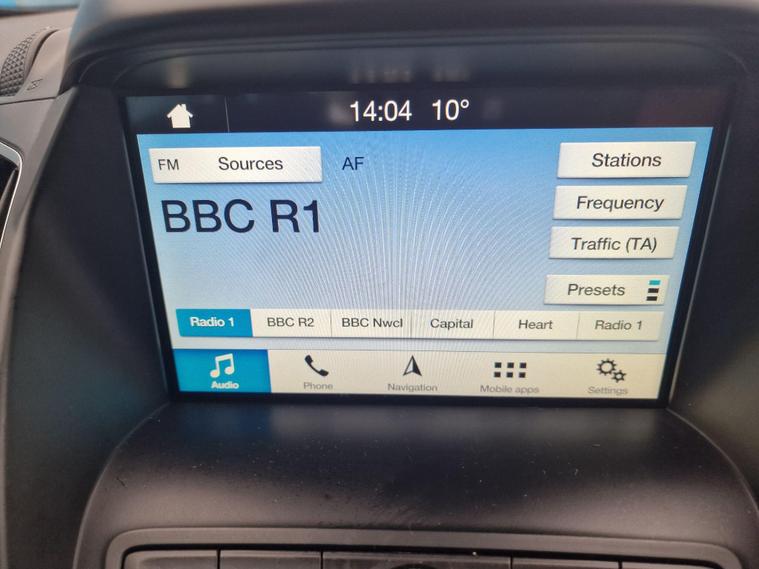 14:04 10°
FM Sources AF Stations
BBC R1 Frequency
Traffic (TA)
Presets
Radio 1 BBC R2 BBC Nwcl Capital Heart Radio 1
Audio Phone Navigation Mobile apps Settings